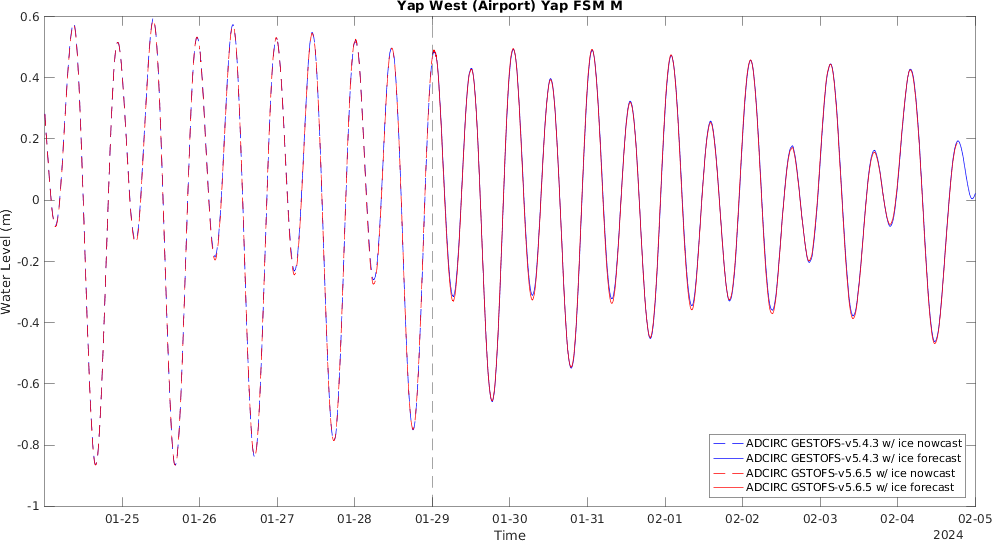 Yap West (Airport) Yap FSM M
Water Level (m)
0.6
0.4
0.2
0
-0.2
-0.4
-0.6
-0.8
-1
01-25 01-26 01-27 01-28 01-29 01-30 01-31 02-01 02-02 02-03 02-04 02-05
Time
2024
ADCIRC GESTOFS-v5.4.3 w/ ice nowcast
ADCIRC GESTOFS-v5.4.3 w/ ice forecast
ADCIRC GSTOFS-v5.6.5 w/ ice nowcast
ADCIRC GSTOFS-v5.6.5 w/ ice forecast